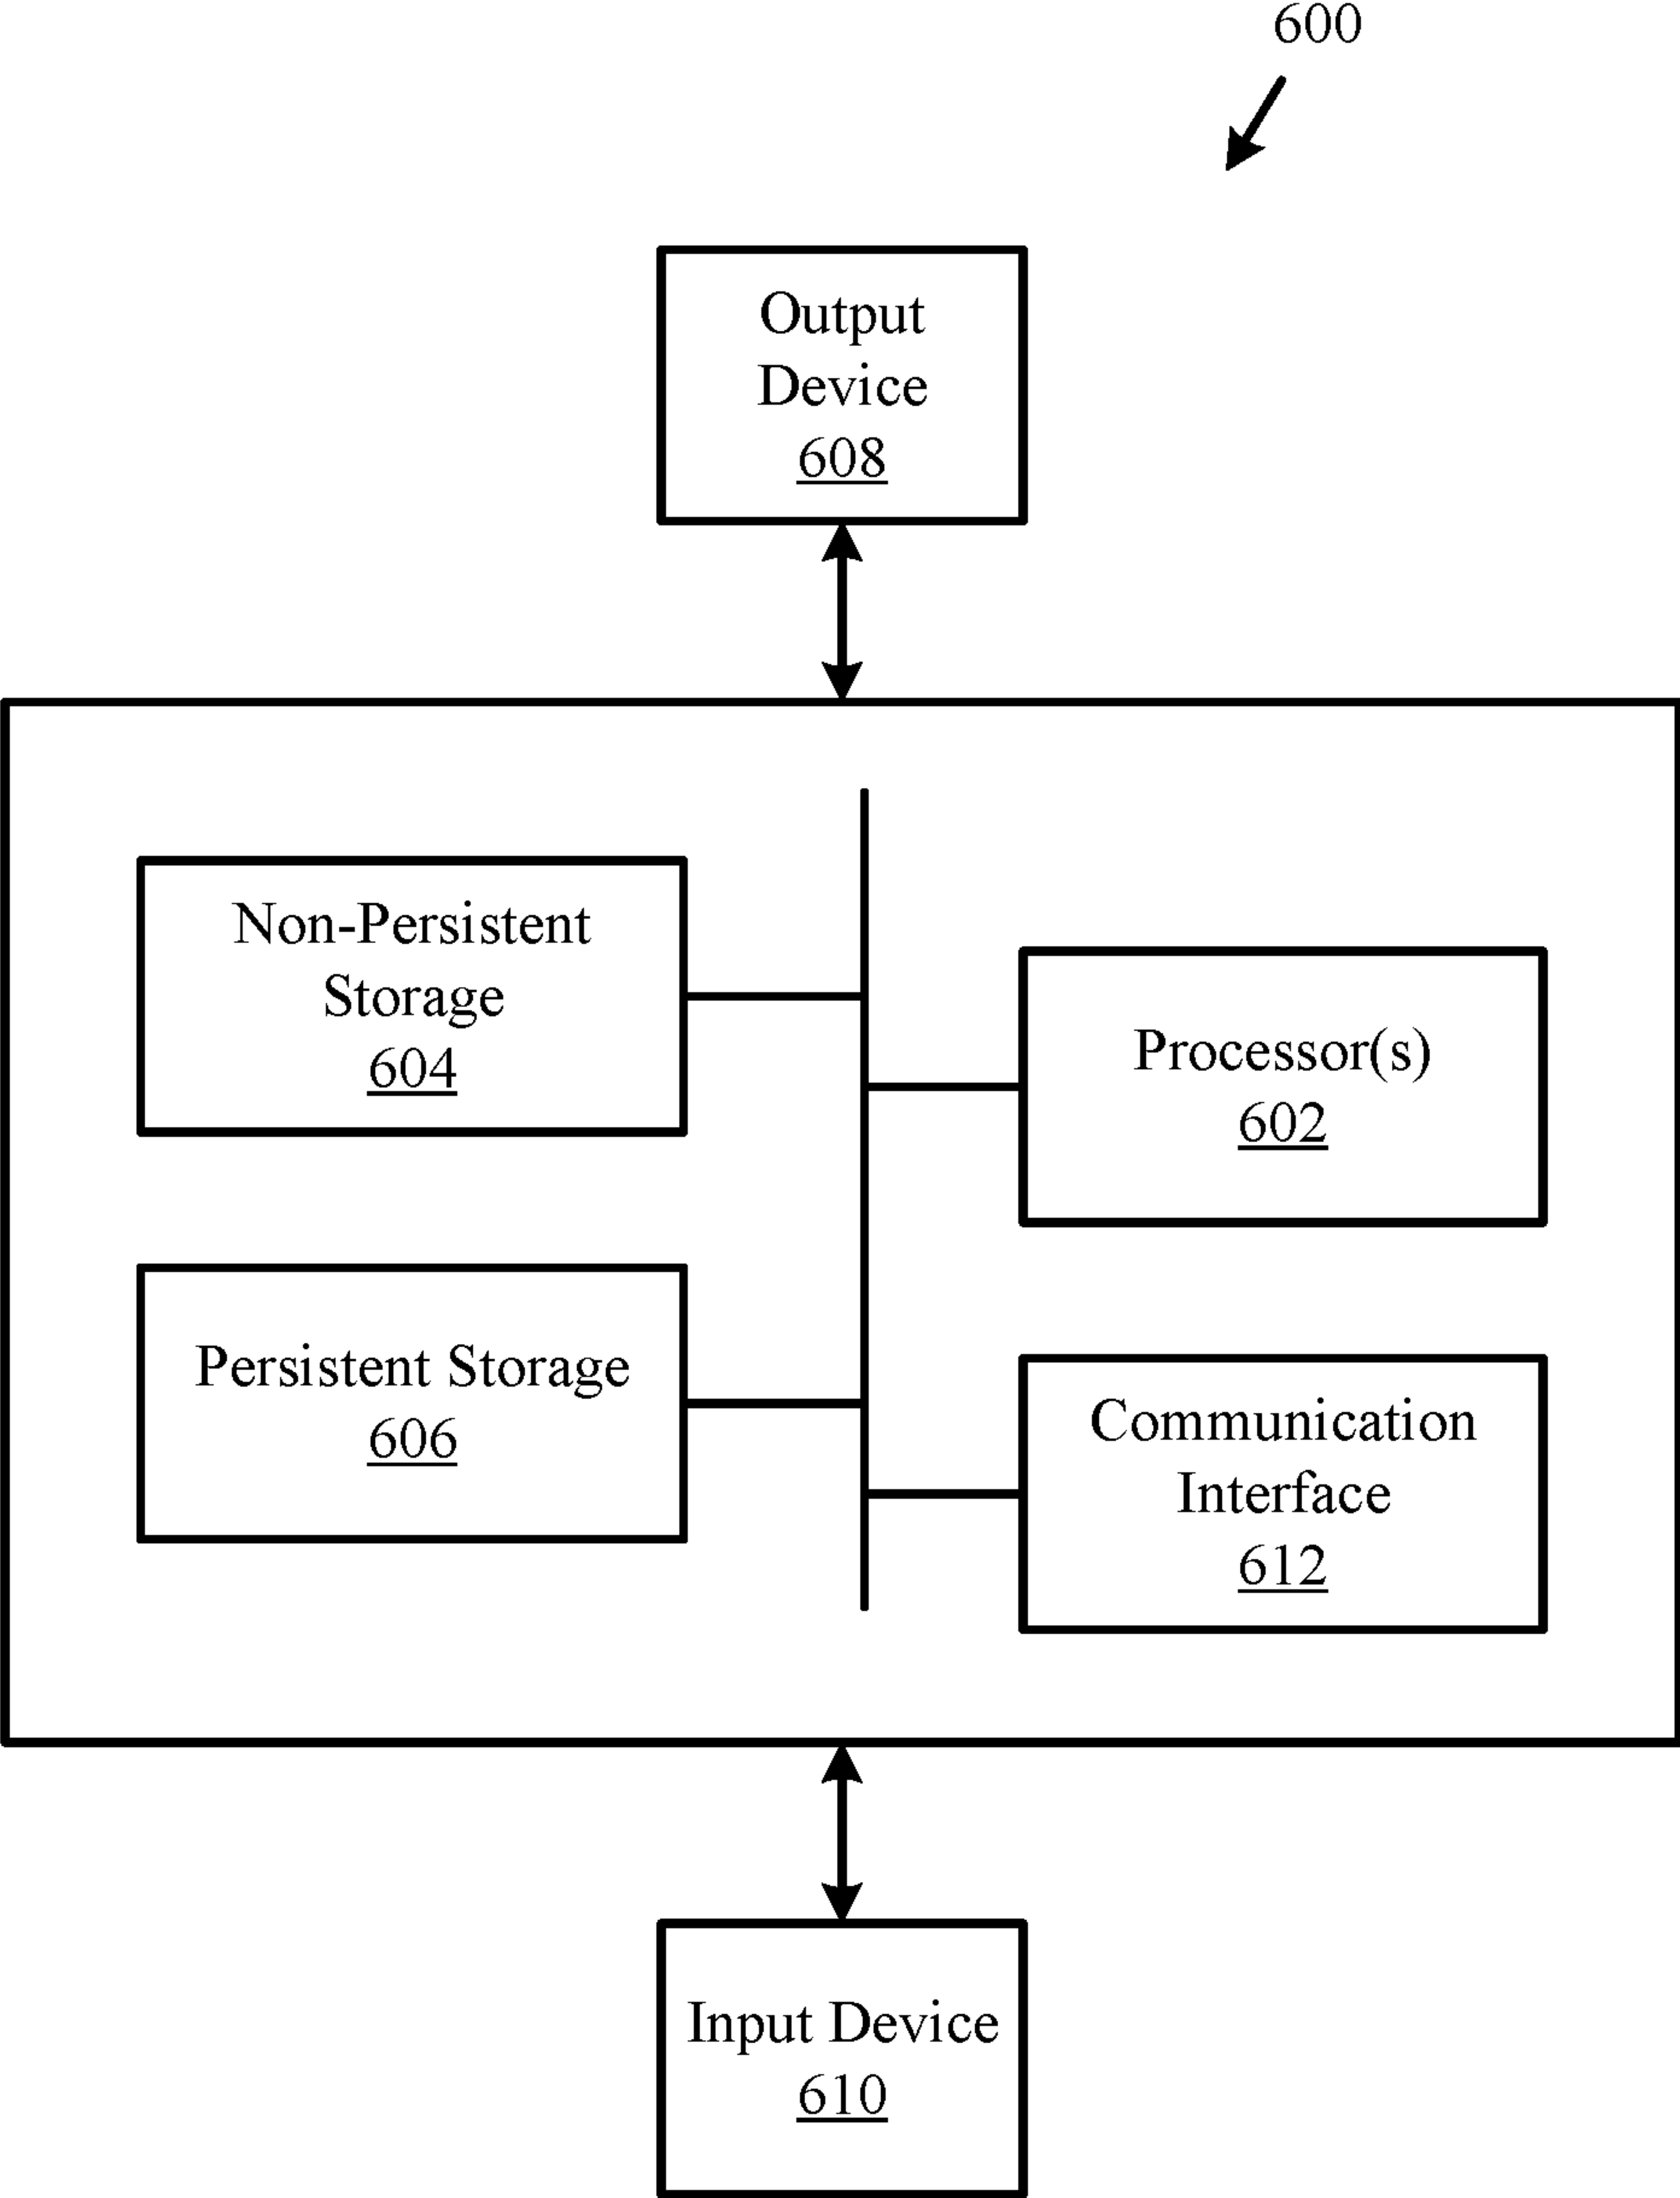 600
Output
Device
608
Non-Persistent
Storage
604
Processor(s)
602
Persistent Storage
606
Communication
Interface
612
Input Device
610